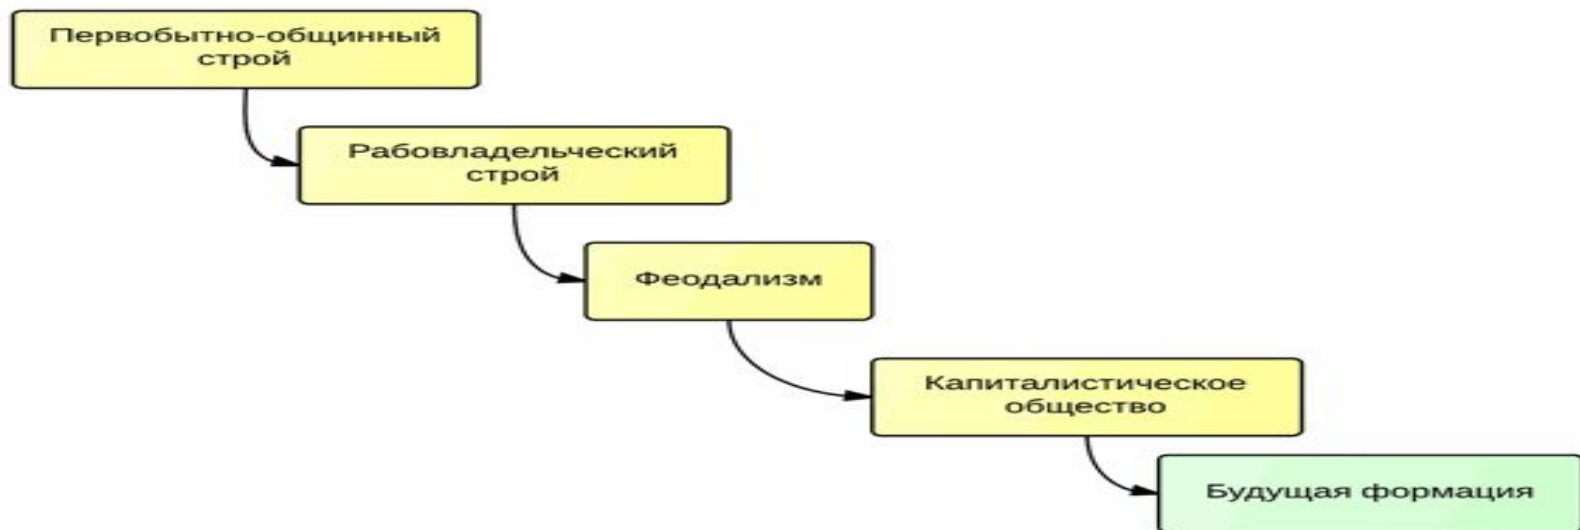 Первобытно-общинный
строй
Рабовладельческий
строй
Феодализм
Капиталистическое
общество
Будущая формация